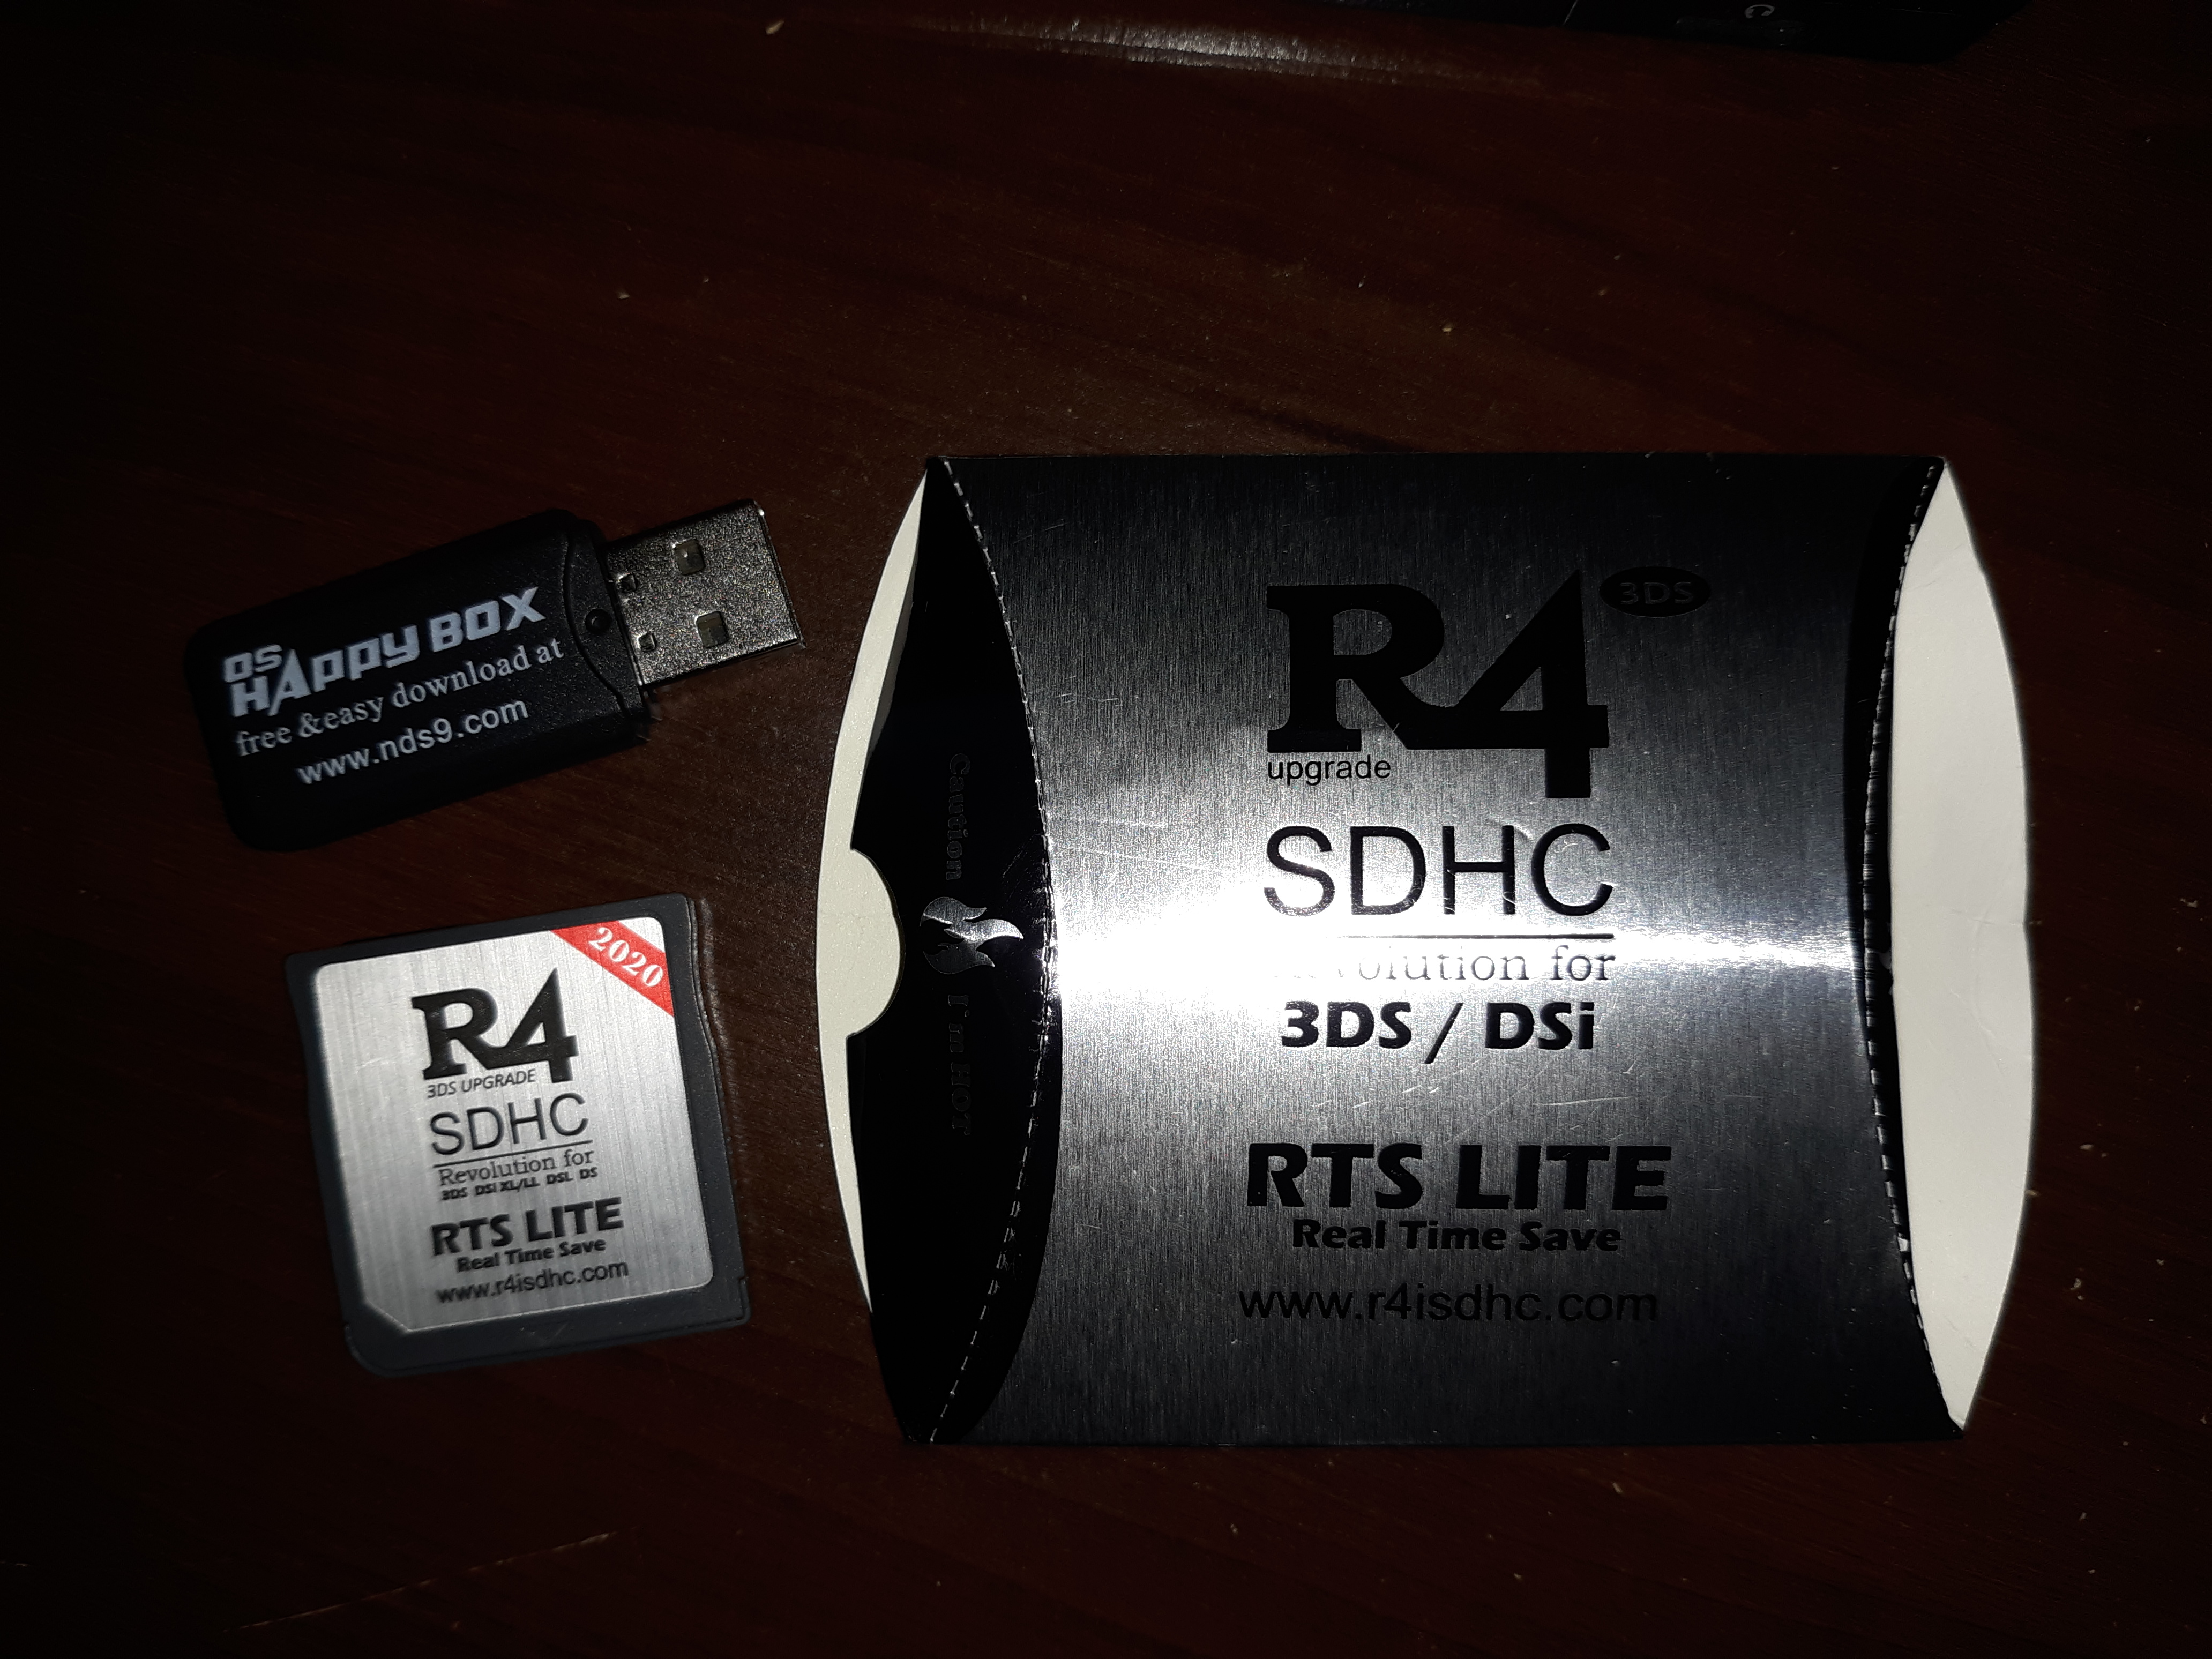 DS
HAppy BOX
free &easy download at
www.nds9.com
2020
R4
3DS UPGRADE
SDHC
Revolution for
3DS DSi XL/LL DSL DS
RTS LITE
Real Time Save
www.r4isdhc.com
Caution I'm HOT
R4 3DS
upgrade
SDHC
Revolution for
3DS / DSi
RTS LITE
Real Time Save
www.r4isdhc.com